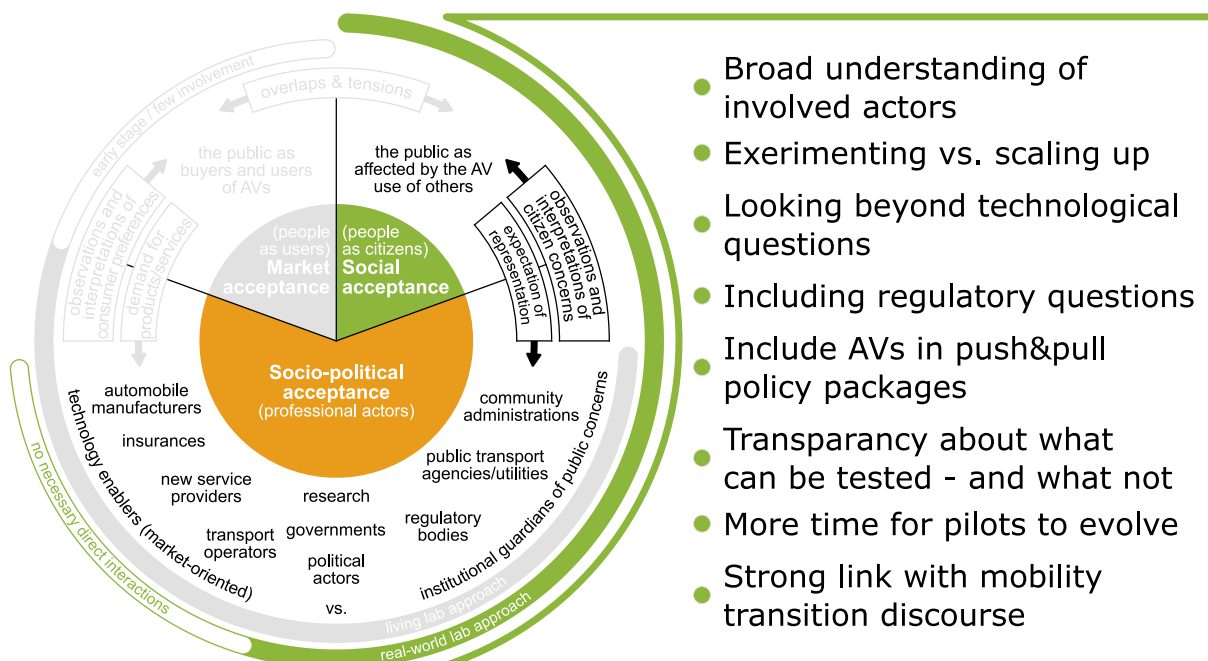 early stage / few involvement
overlaps & tensions
the public as
buyers and users
of AVs
the public as
affected by the AV
use of others
observations and
interpretations of
consumer preferences
demand for
products/services
observations and
interpretations of
citizen concerns
expectation of
representation
(people
as users)
Market
acceptance
(people
as citizens)
Social
acceptance
Socio-political
acceptance
(professional actors)
automobile
manufacturers
insurances
new service
providers
transport
operators
research
governments
political
actors
vs.
community
administrations
public transport
agencies/utilities
regulatory
bodies
technology enablers (market-oriented)
institutional guardians of public concerns
no necessary direct interactions
living lab approach
real-world lab approach
Broad understanding of
involved actors
Exerimenting vs. scaling up
Looking beyond technological
questions
Including regulatory questions
Include AVs in push&pull
policy packages
Transparancy about what
can be tested - and what not
More time for pilots to evolve
Strong link with mobility
transition discourse